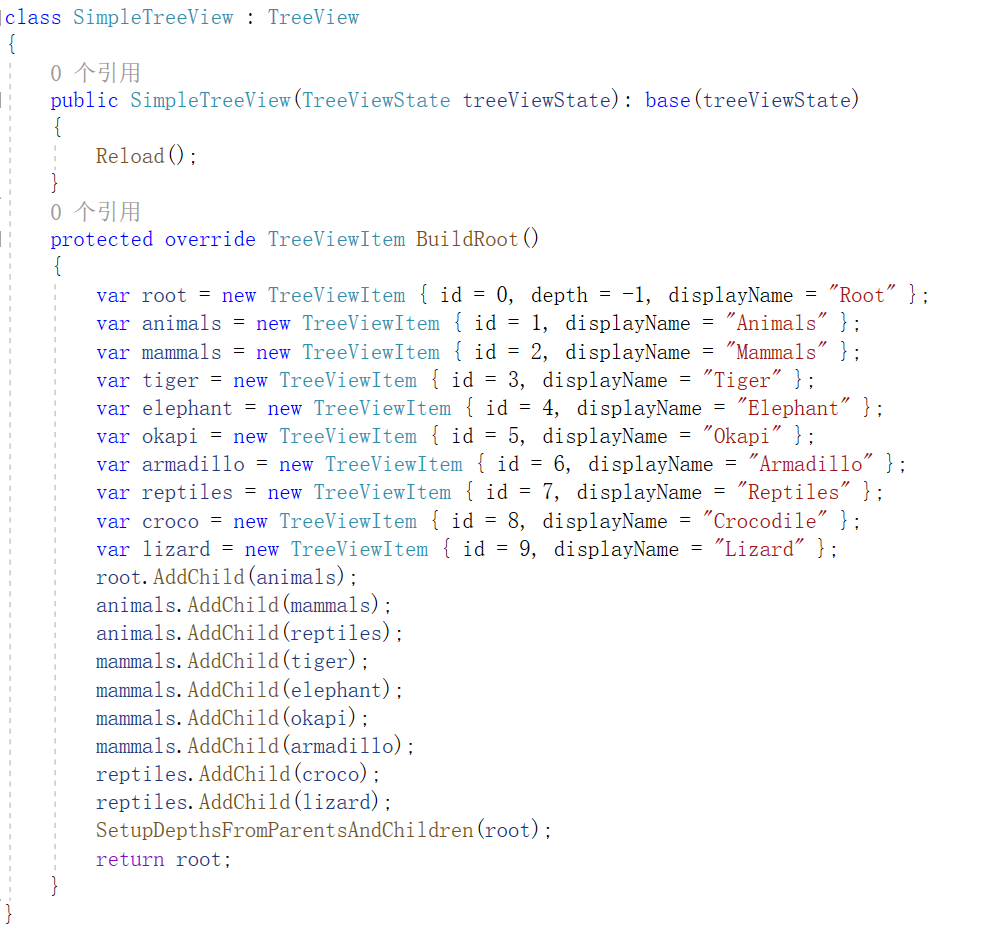 class SimpleTreeView : TreeView
{
0 个引用
public SimpleTreeView(TreeViewState treeViewState): base(treeViewState)
{
Reload();
}
0 个引用
protected override TreeViewItem BuildRoot()
{
var root = new TreeViewItem { id = 0, depth = -1, displayName = "Root" };
var animals = new TreeViewItem { id = 1, displayName = "Animals" };
var mammals = new TreeViewItem { id = 2, displayName = "Mammals" };
var tiger = new TreeViewItem { id = 3, displayName = "Tiger" };
var elephant = new TreeViewItem { id = 4, displayName = "Elephant" };
var okapi = new TreeViewItem { id = 5, displayName = "Okapi" };
var armadillo = new TreeViewItem { id = 6, displayName = "Armadillo" };
var reptiles = new TreeViewItem { id = 7, displayName = "Reptiles" };
var croco = new TreeViewItem { id = 8, displayName = "Crocodile" };
var lizard = new TreeViewItem { id = 9, displayName = "Lizard" };
root.AddChild(animals);
animals.AddChild(mammals);
animals.AddChild(reptiles);
mammals.AddChild(tiger);
mammals.AddChild(elephant);
mammals.AddChild(okapi);
mammals.AddChild(armadillo);
reptiles.AddChild(croco);
reptiles.AddChild(lizard);
SetupDepthsFromParentsAndChildren(root);
return root;
}
}